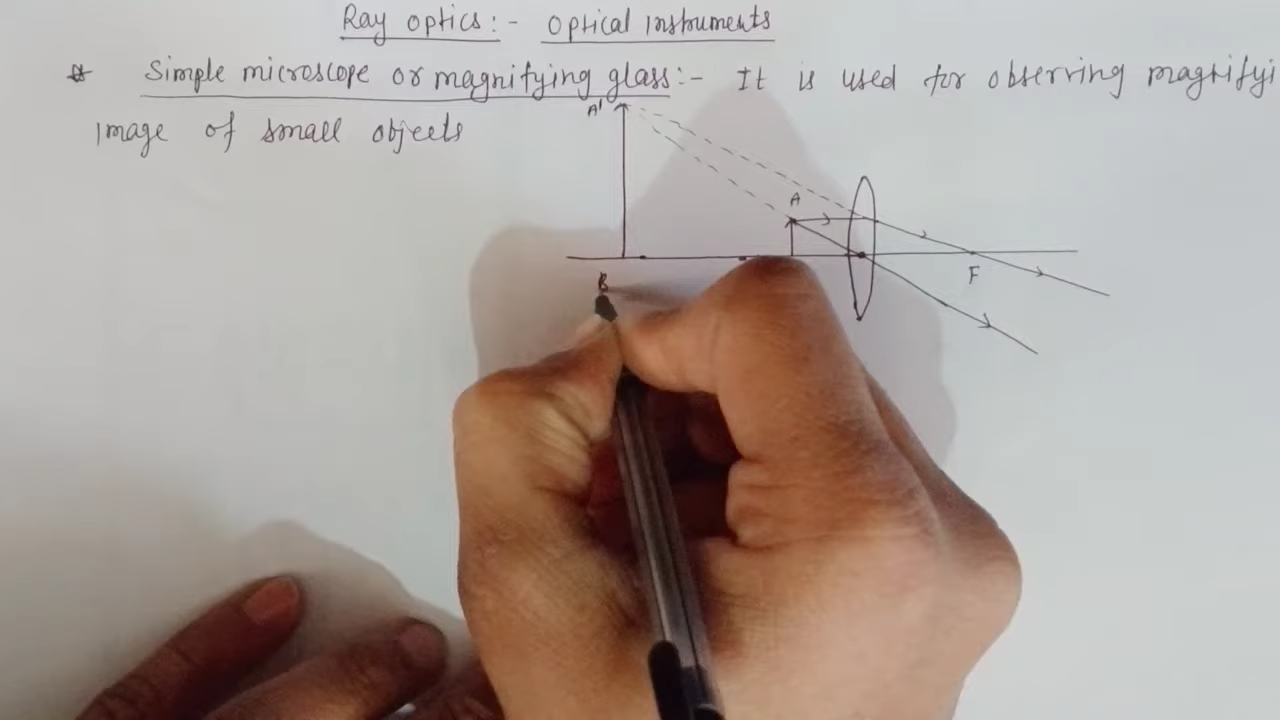 Ray optics:- Optical Instruments
* Simple microscope or magnifying glass:- It is used for observing magnifyi
image of small objects
A'
A
F
B